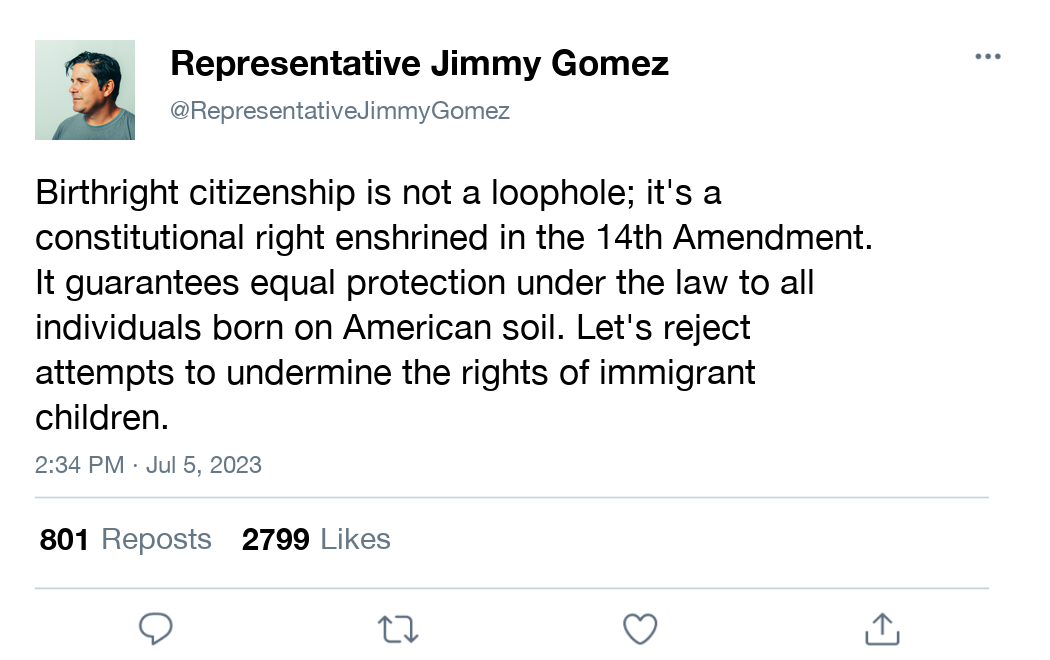 Representative Jimmy Gomez
@RepresentativeJimmyGomez
Birthright citizenship is not a loophole; it's a
constitutional right enshrined in the 14th Amendment.
It guarantees equal protection under the law to all
individuals born on American soil. Let's reject
attempts to undermine the rights of immigrant
children.
2:34 PM · Jul 5, 2023
801 Reposts 2799 Likes